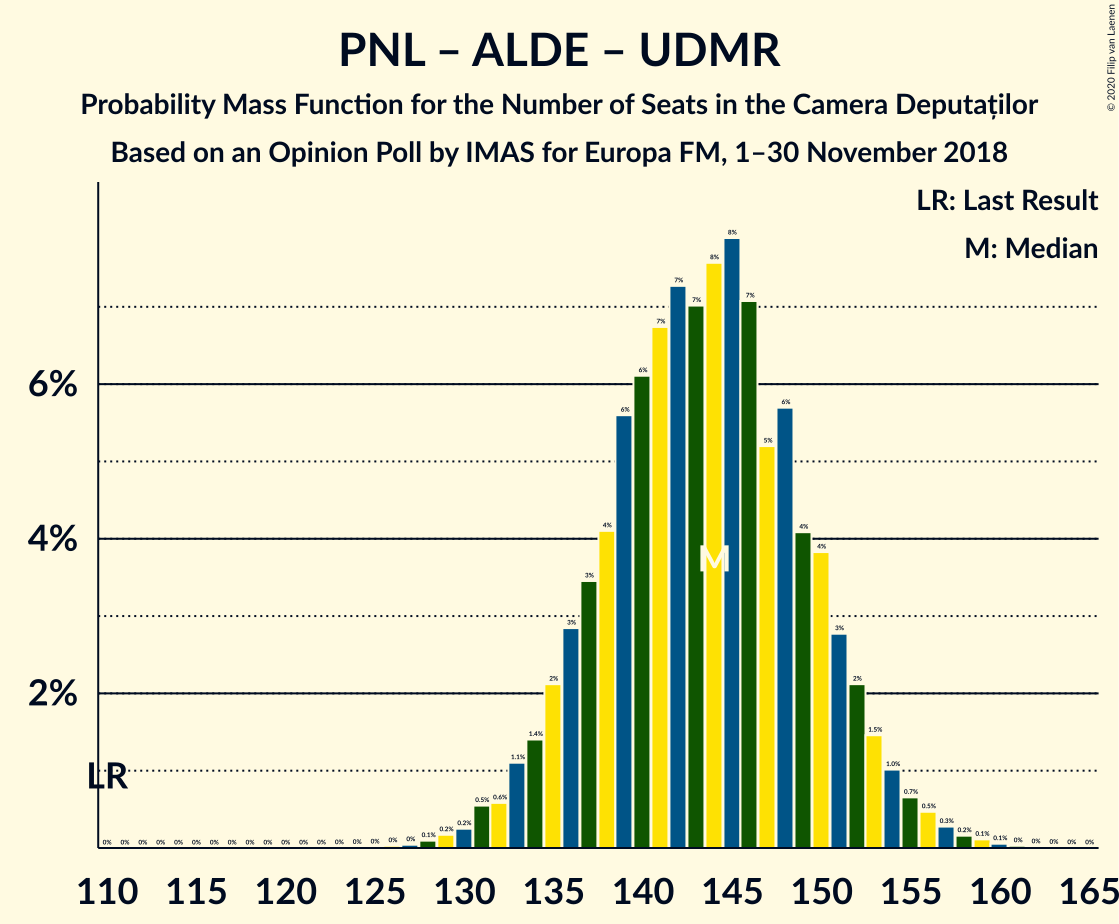 PNL – ALDE – UDMR
Probability Mass Function for the Number of Seats in the Camera Deputaților
Based on an Opinion Poll by IMAS for Europa FM, 1–30 November 2018
© 2020 Filip van Laenen
LR: Last Result
M: Median
6%
4%
2%
LR
M
0% 0% 0% 0% 0% 0% 0% 0% 0% 0% 0% 0% 0% 0% 0% 0% 0% 0% 0.1% 0.2% 0.2% 0.5% 0.6% 1.1% 1.4% 2% 3% 3% 4% 6% 6% 7% 7% 7% 8% 8% 7% 5% 6% 4% 4% 3% 2% 1.5% 1.0% 0.7% 0.5% 0.3% 0.2% 0.1% 0.1% 0% 0% 0% 0% 0%
110 115 120 125 130 135 140 145 150 155 160 165